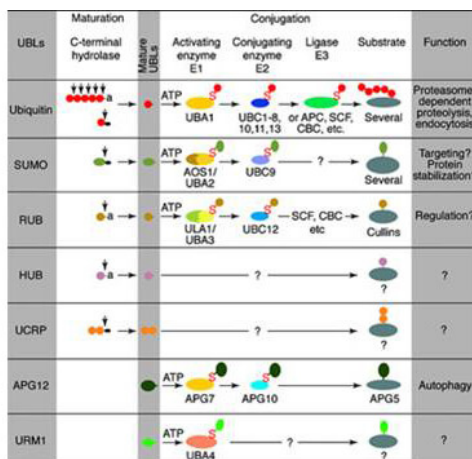 Maturation Conjugation
UBLs C-terminal hydrolase Mature UBLs Activating enzyme E1 Conjugating enzyme E2 Ligase E3 Substrate Function
Ubiquitin a ATP S UBA1 S UBC1-8, 10,11,13 S or APC, SCF, CBC, etc. Several Proteasome dependent proteolysis, endocytosis
SUMO ATP S AOS1/ UBA2 S UBC9 ? Several Targeting? Protein stabilization?
RUB a ATP S ULA1/ UBA3 S UBC12 SCF, CBC etc Cullins Regulation?
HUB a ? ? ?
UCRP ? ? ?
APG12 ATP S APG7 S APG10 APG5 Autophagy
URM1 ATP S UBA4 ? ? ?